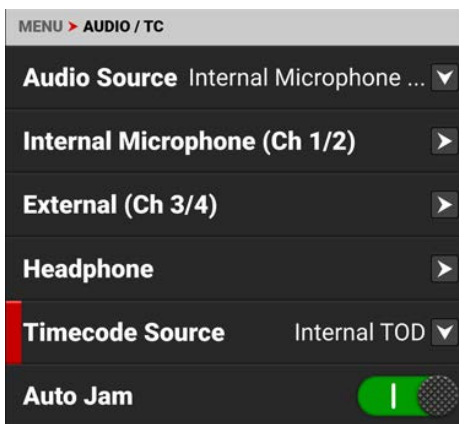 MENU ➤ AUDIO / TC
Audio Source Internal Microphone ...
Internal Microphone (Ch 1/2)
External (Ch 3/4)
Headphone
Timecode Source Internal TOD
Auto Jam